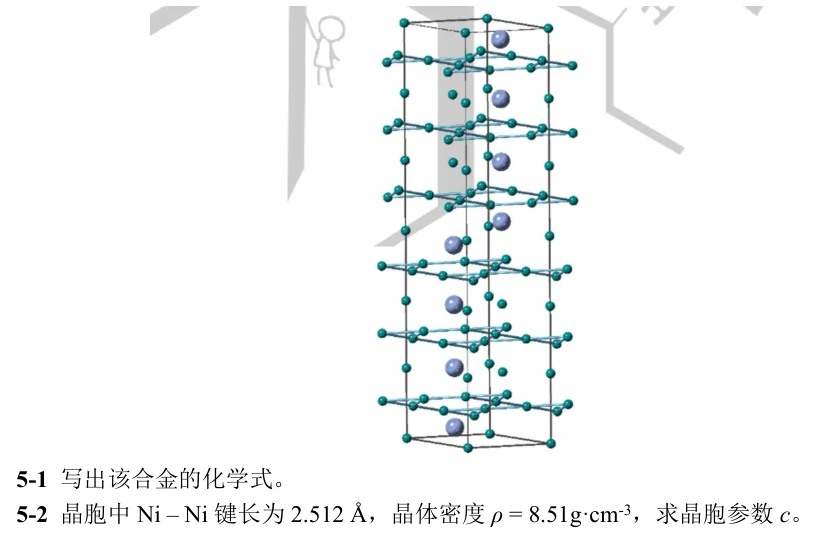 5-1 写出该合金的化学式。
5-2 晶胞中 Ni – Ni 键长为 2.512 Å，晶体密度 ρ = 8.51g·cm-3，求晶胞参数 c。